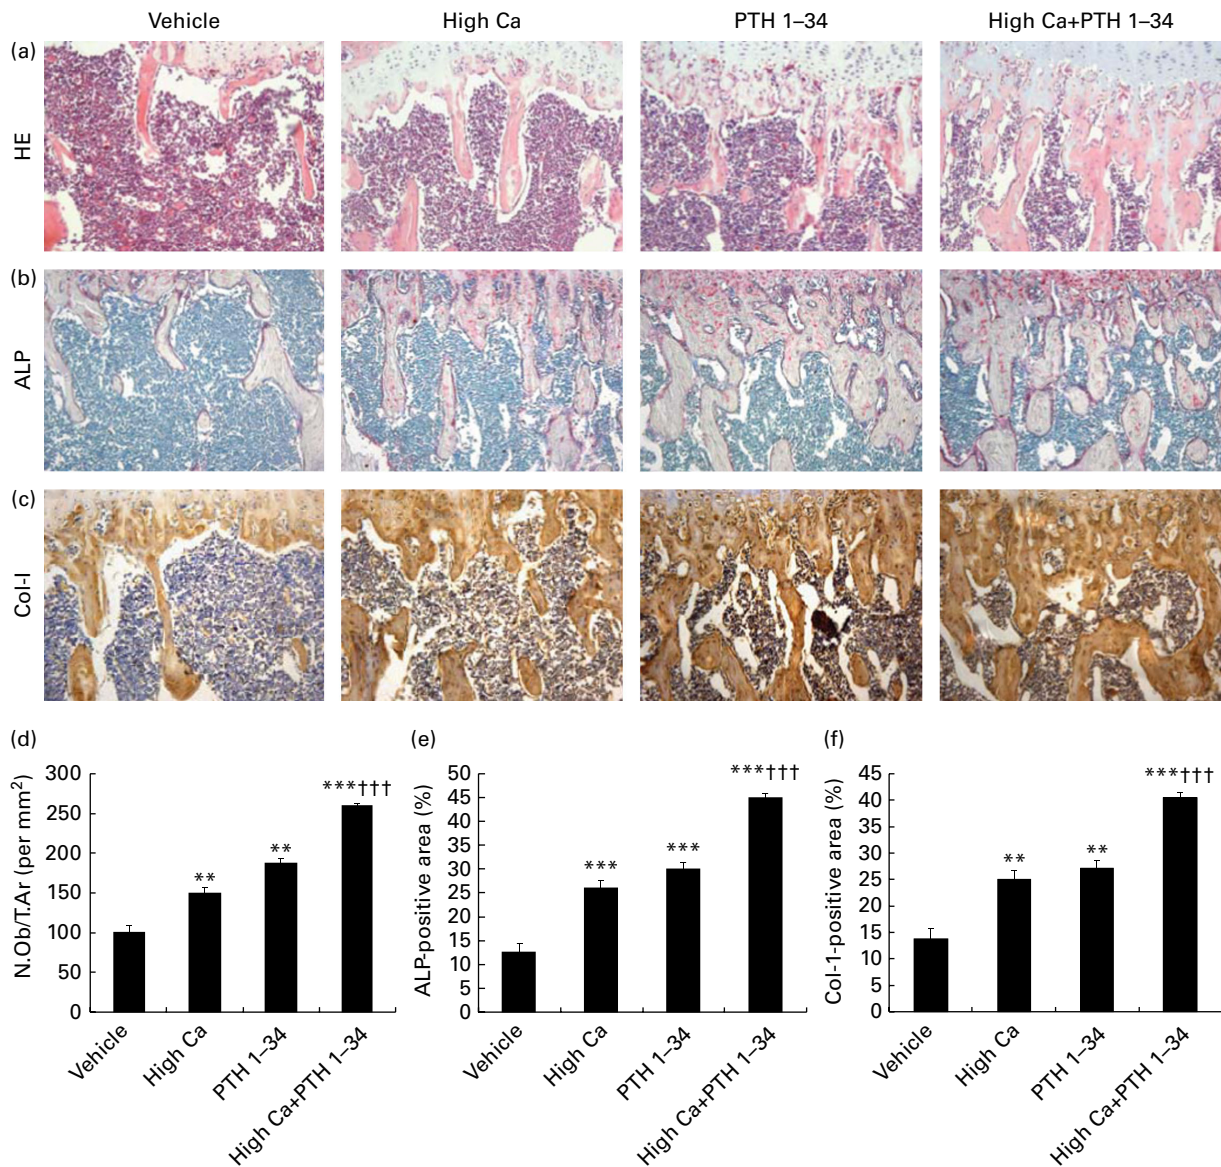 Vehicle High Ca PTH 1–34 High Ca+PTH 1–34
(a)
HE
(b)
ALP
(c)
Col-I
(d)
N.Ob/T.Ar (per mm²)
300
250
200
150
100
50
0
**
**
***†††
Vehicle
High Ca
PTH 1–34
High Ca+PTH 1–34
(e)
ALP-positive area (%)
50
45
40
35
30
25
20
15
10
5
0
***
***
***†††
Vehicle
High Ca
PTH 1–34
High Ca+PTH 1–34
(f)
Col-1-positive area (%)
45
40
35
30
25
20
15
10
5
0
**
**
***†††
Vehicle
High Ca
PTH 1–34
High Ca+PTH 1–34